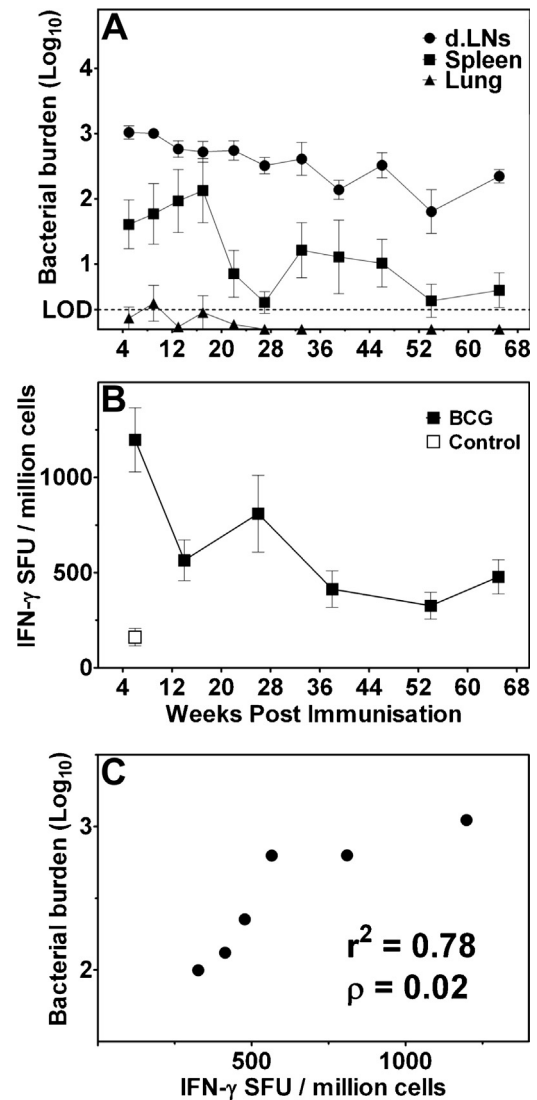 A
d.LNs
Spleen
Lung
Bacterial burden (Log₁₀)
4
3
2
1
LOD
4 12 20 28 36 44 52 60 68
B
BCG
Control
IFN-γ SFU / million cells
1000
500
0
4 12 20 28 36 44 52 60 68
Weeks Post Immunisation
C
Bacterial burden (Log₁₀)
3
2
r² = 0.78
ρ = 0.02
500 1000
IFN-γ SFU / million cells